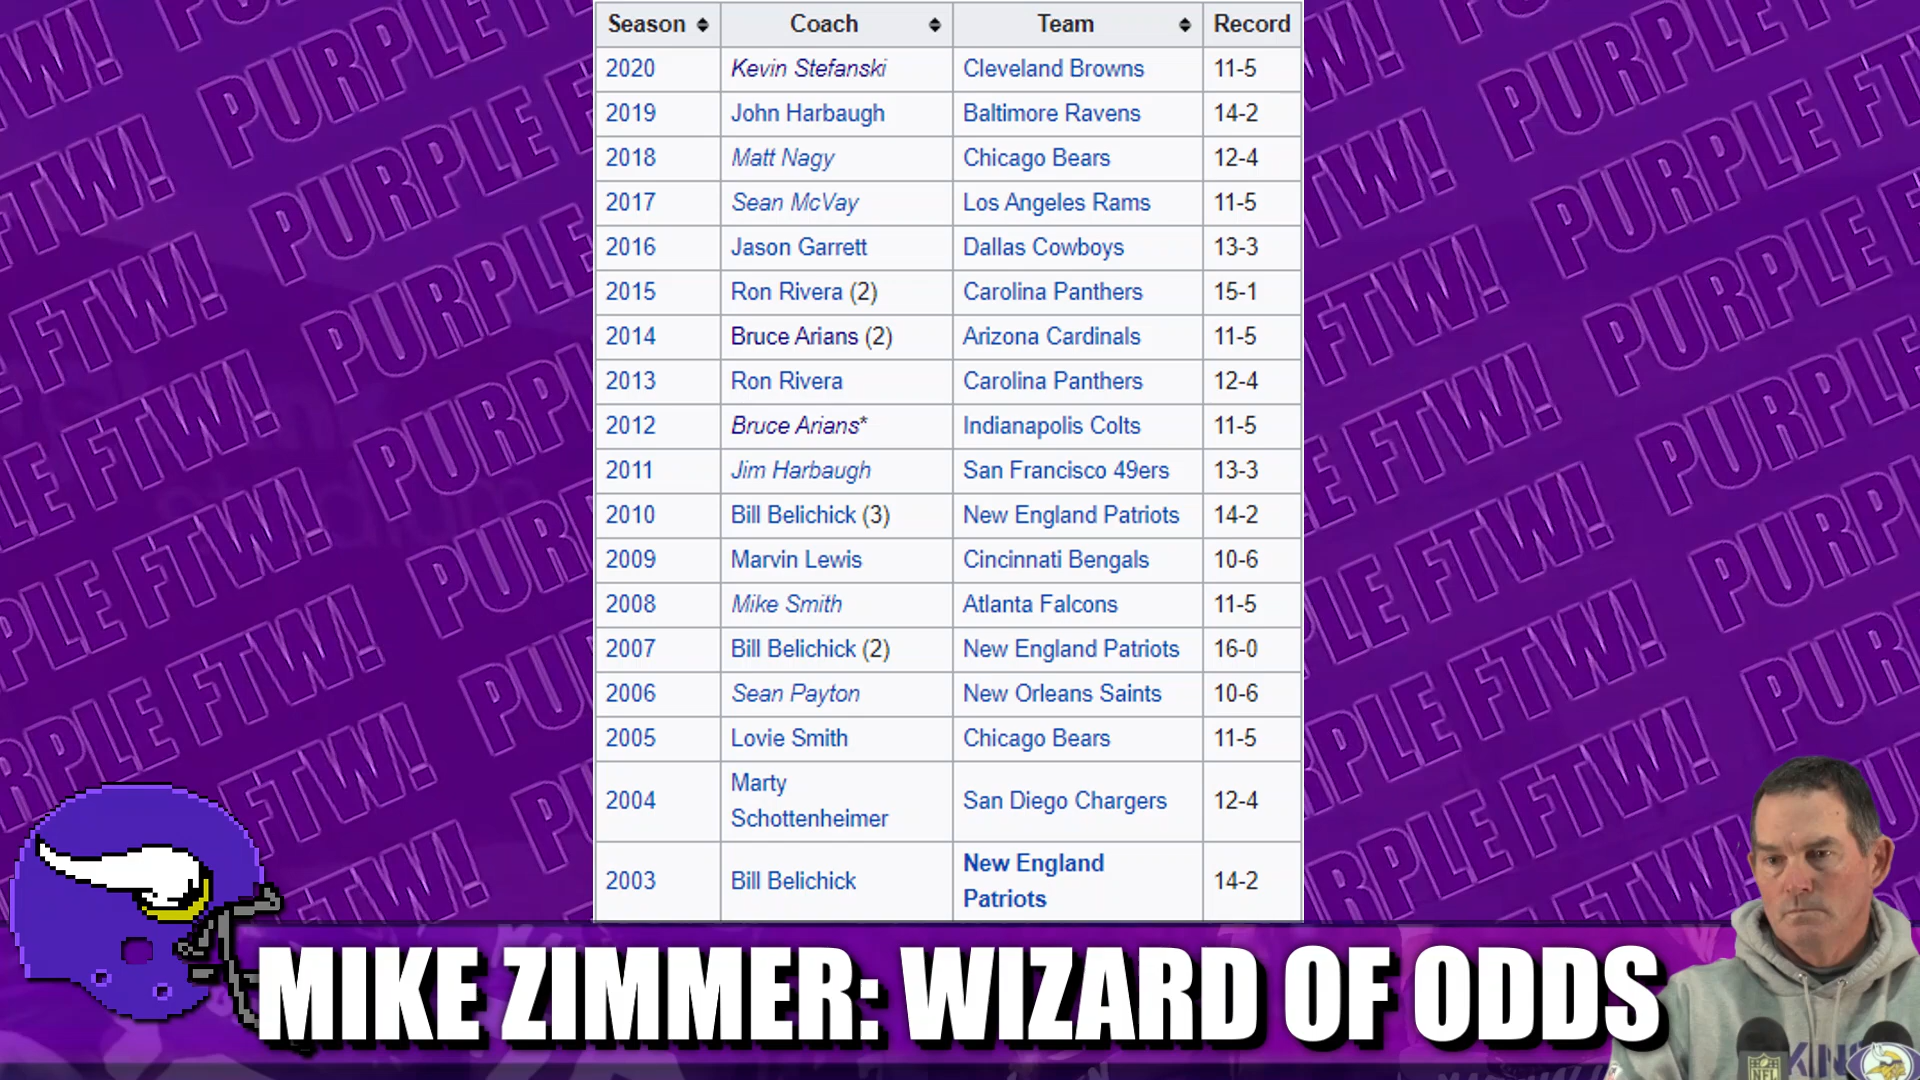 Season Coach Team Record
2020 Kevin Stefanski Cleveland Browns 11-5
2019 John Harbaugh Baltimore Ravens 14-2
2018 Matt Nagy Chicago Bears 12-4
2017 Sean McVay Los Angeles Rams 11-5
2016 Jason Garrett Dallas Cowboys 13-3
2015 Ron Rivera (2) Carolina Panthers 15-1
2014 Bruce Arians (2) Arizona Cardinals 11-5
2013 Ron Rivera Carolina Panthers 12-4
2012 Bruce Arians* Indianapolis Colts 11-5
2011 Jim Harbaugh San Francisco 49ers 13-3
2010 Bill Belichick (3) New England Patriots 14-2
2009 Marvin Lewis Cincinnati Bengals 10-6
2008 Mike Smith Atlanta Falcons 11-5
2007 Bill Belichick (2) New England Patriots 16-0
2006 Sean Payton New Orleans Saints 10-6
2005 Lovie Smith Chicago Bears 11-5
2004 Marty
Schottenheimer San Diego Chargers 12-4
2003 Bill Belichick New England
Patriots 14-2
MIKE ZIMMER: WIZARD OF ODDS
PURPLE FTW!
NFL